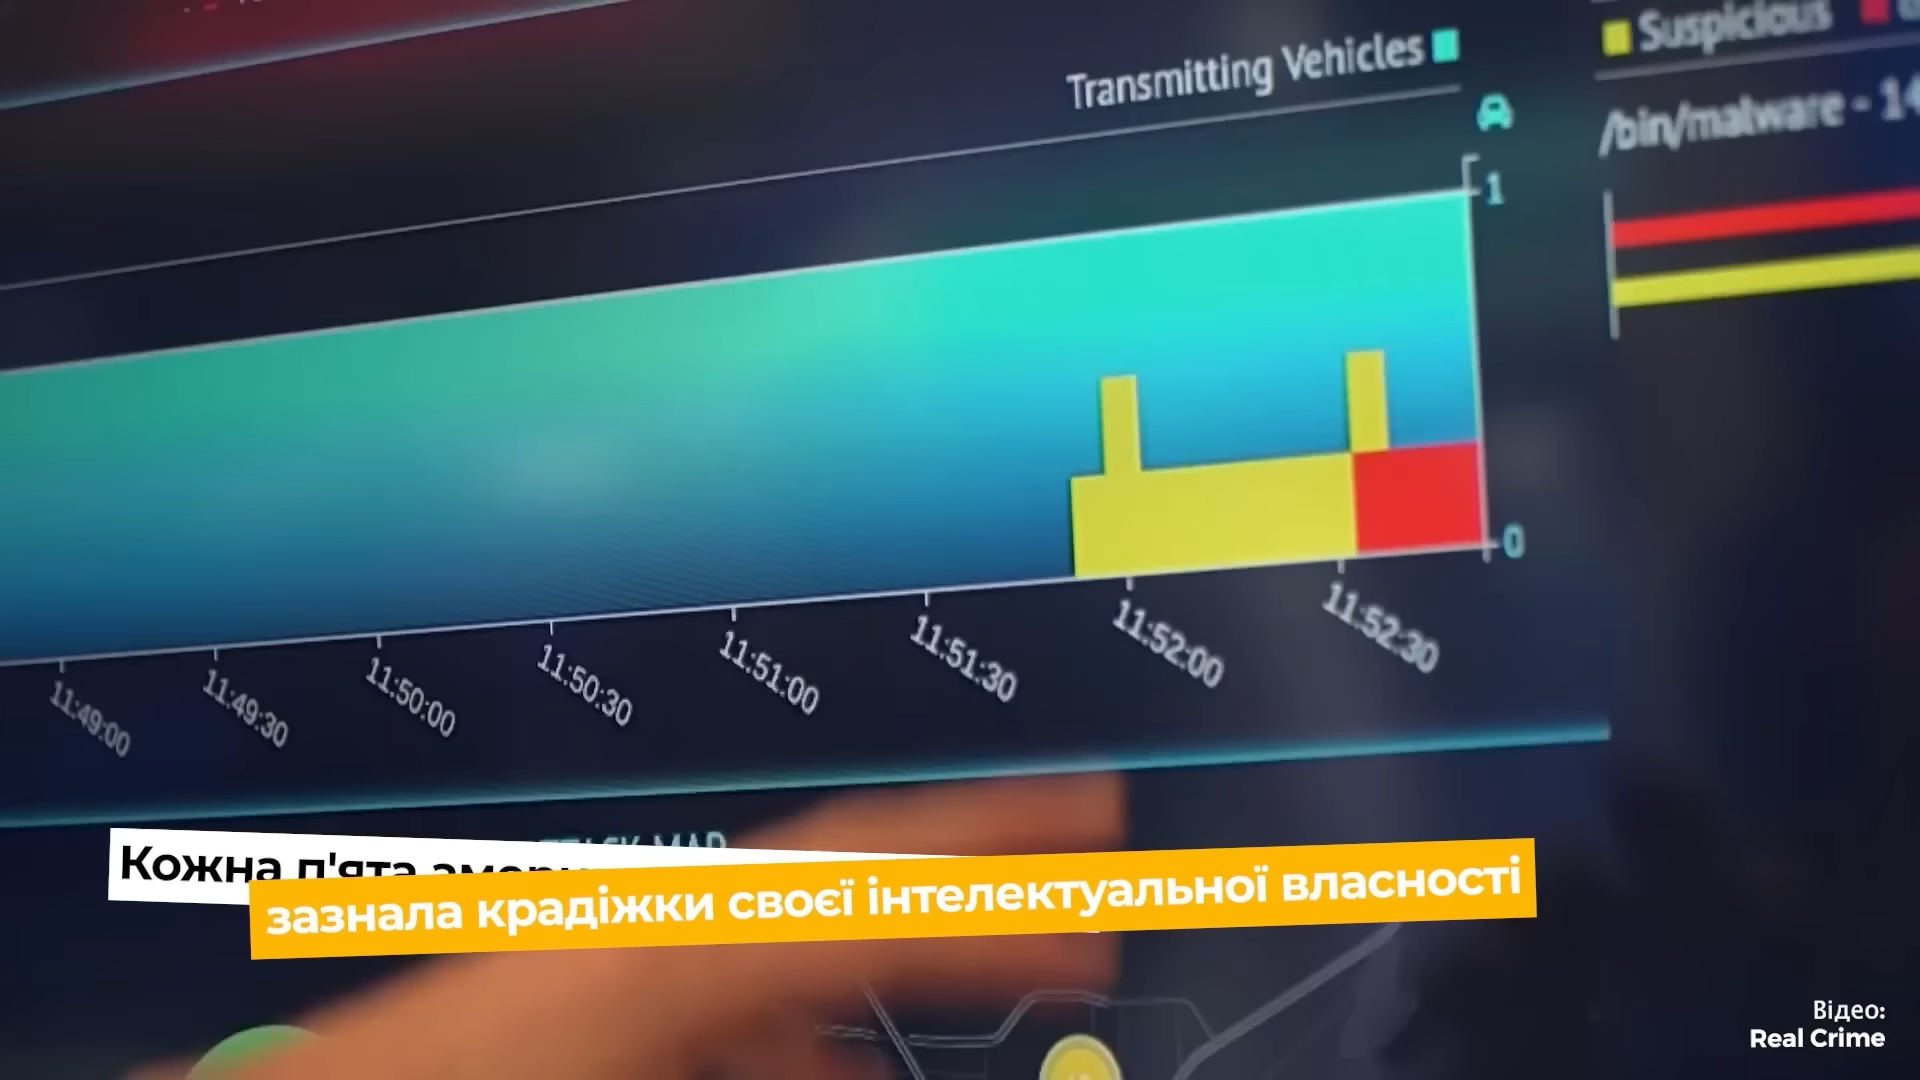 Transmitting Vehicles
Suspicious
/bin/malware - 14
1
0
11:49:00
11:49:30
11:50:00
11:50:30
11:51:00
11:51:30
11:52:00
11:52:30
MAP
Кожна п'ята
зазнала крадіжки своєї інтелектуальної власності
Відео:
Real Crime